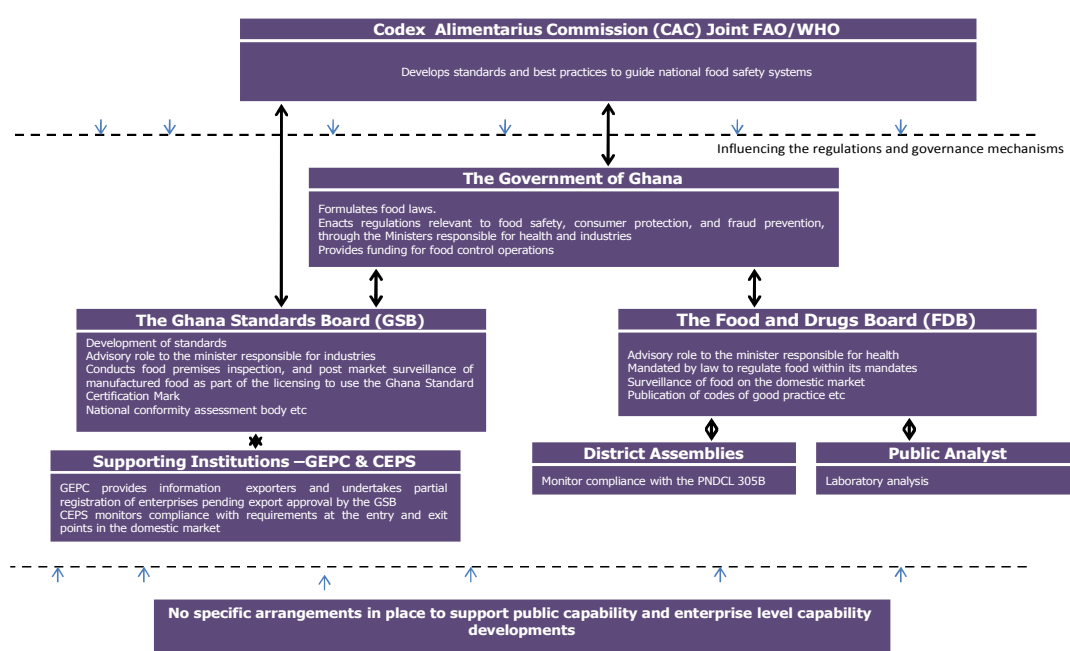 Codex Alimentarius Commission (CAC) Joint FAO/WHO
Develops standards and best practices to guide national food safety systems
Influencing the regulations and governance mechanisms
The Government of Ghana
Formulates food laws.
Enacts regulations relevant to food safety, consumer protection, and fraud prevention,
through the Ministers responsible for health and industries
Provides funding for food control operations
The Ghana Standards Board (GSB)
Development of standards
Advisory role to the minister responsible for industries
Conducts food premises inspection, and post market surveillance of
manufactured food as part of the licensing to use the Ghana Standard
Certification Mark
National conformity assessment body etc
The Food and Drugs Board (FDB)
Advisory role to the minister responsible for health
Mandated by law to regulate food within its mandates
Surveillance of food on the domestic market
Publication of codes of good practice etc
Supporting Institutions –GEPC & CEPS
GEPC provides information exporters and undertakes partial
registration of enterprises pending export approval by the GSB
CEPS monitors compliance with requirements at the entry and exit
points in the domestic market
District Assemblies
Monitor compliance with the PNDCL 305B
Public Analyst
Laboratory analysis
No specific arrangements in place to support public capability and enterprise level capability
developments